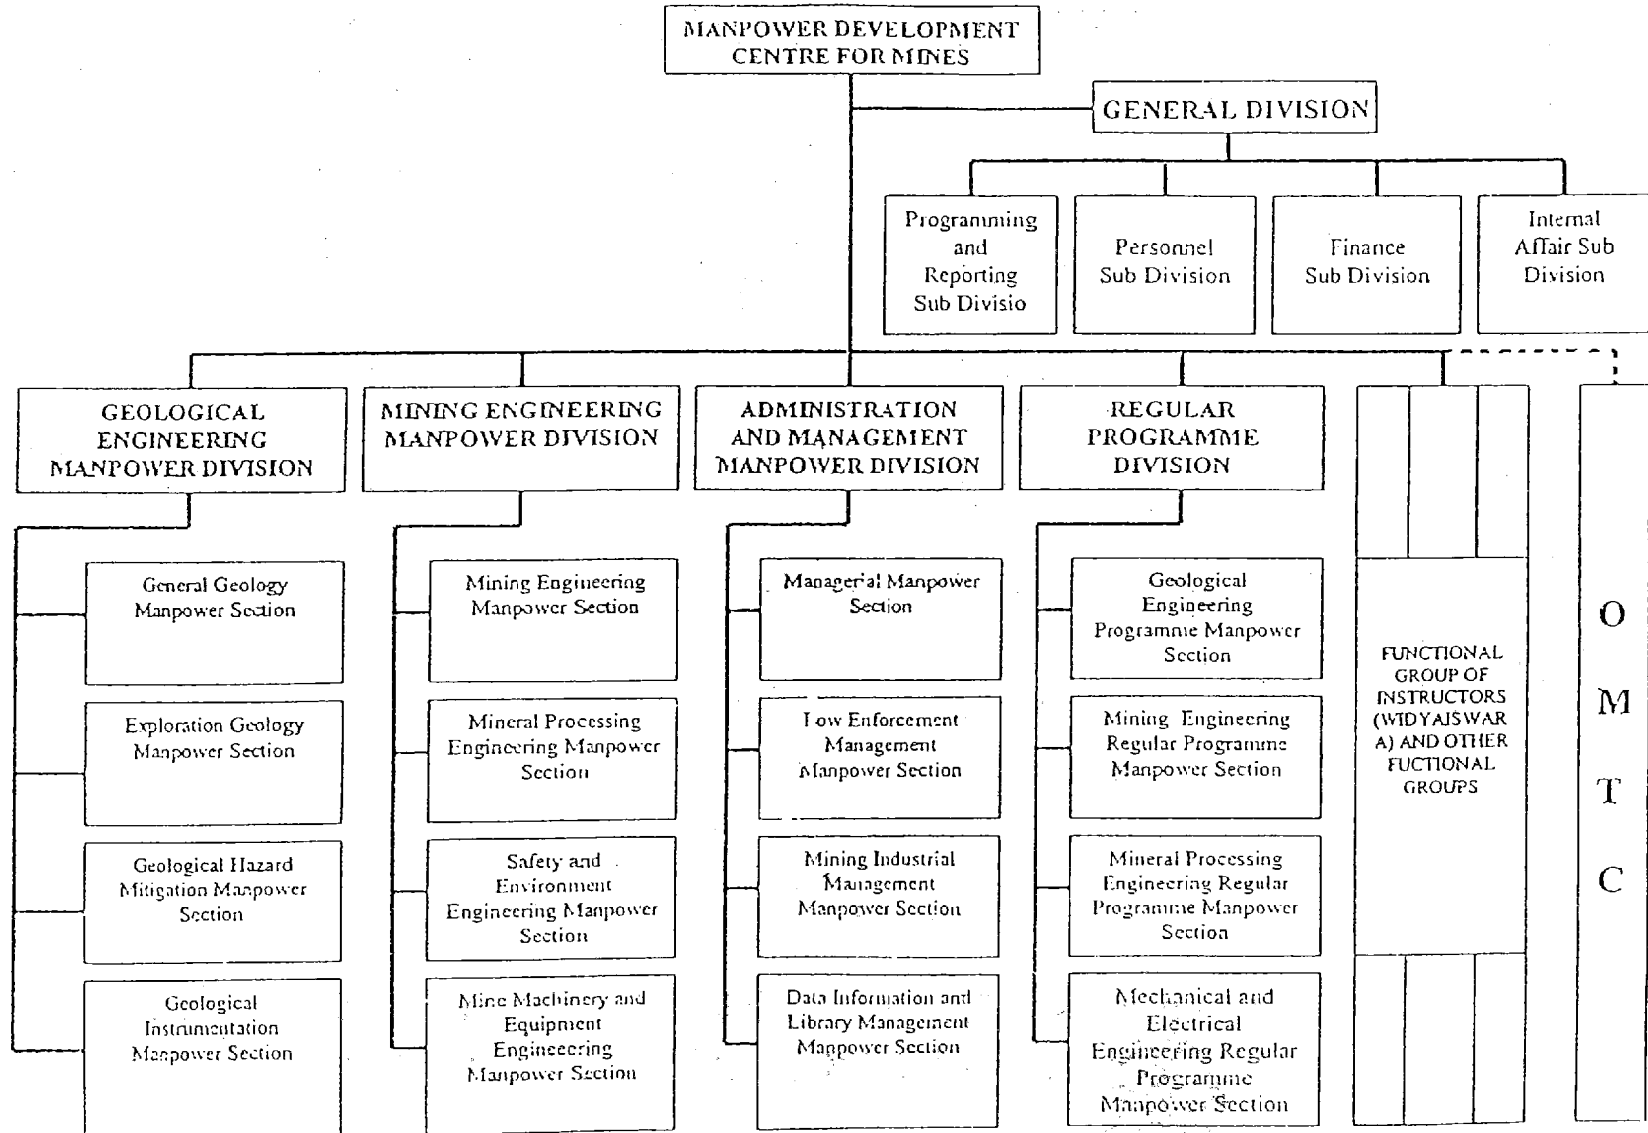 MANPOWER DEVELOPMENT
CENTRE FOR MINES
GENERAL DIVISION
Programming
and
Reporting
Sub Divisio
Personnel
Sub Division
Finance
Sub Division
Internal
Affair Sub
Division
GEOLOGICAL
ENGINEERING
MANPOWER DIVISION
MINING ENGINEERING
MANPOWER DIVISION
ADMINISTRATION
AND MANAGEMENT
MANPOWER DIVISION
REGULAR
PROGRAMME
DIVISION
General Geology
Manpower Section
Exploration Geology
Manpower Section
Geological Hazard
Mitigation Manpower
Section
Geological
Instrumentation
Manpower Section
Mining Engineering
Manpower Section
Mineral Processing
Engineering Manpower
Section
Safety and
Environment
Engineering Manpower
Section
Mine Machinery and
Equipment
Engineeering
Manpower Section
Managerial Manpower
Section
Low Enforcement
Management
Manpower Section
Mining Industrial
Management
Manpower Section
Data Information and
Library Management
Manpower Section
Geological
Engineering
Programme Manpower
Section
Mining Engineering
Regular Programme
Manpower Section
Mineral Processing
Engineering Regular
Programme Manpower
Section
Mechanical and
Electrical
Engineering Regular
Programme
Manpower Section
FUNCTIONAL
GROUP OF
INSTRUCTORS
(WIDYAISWAR
A) AND OTHER
FUCTIONAL
GROUPS
O
M
T
C